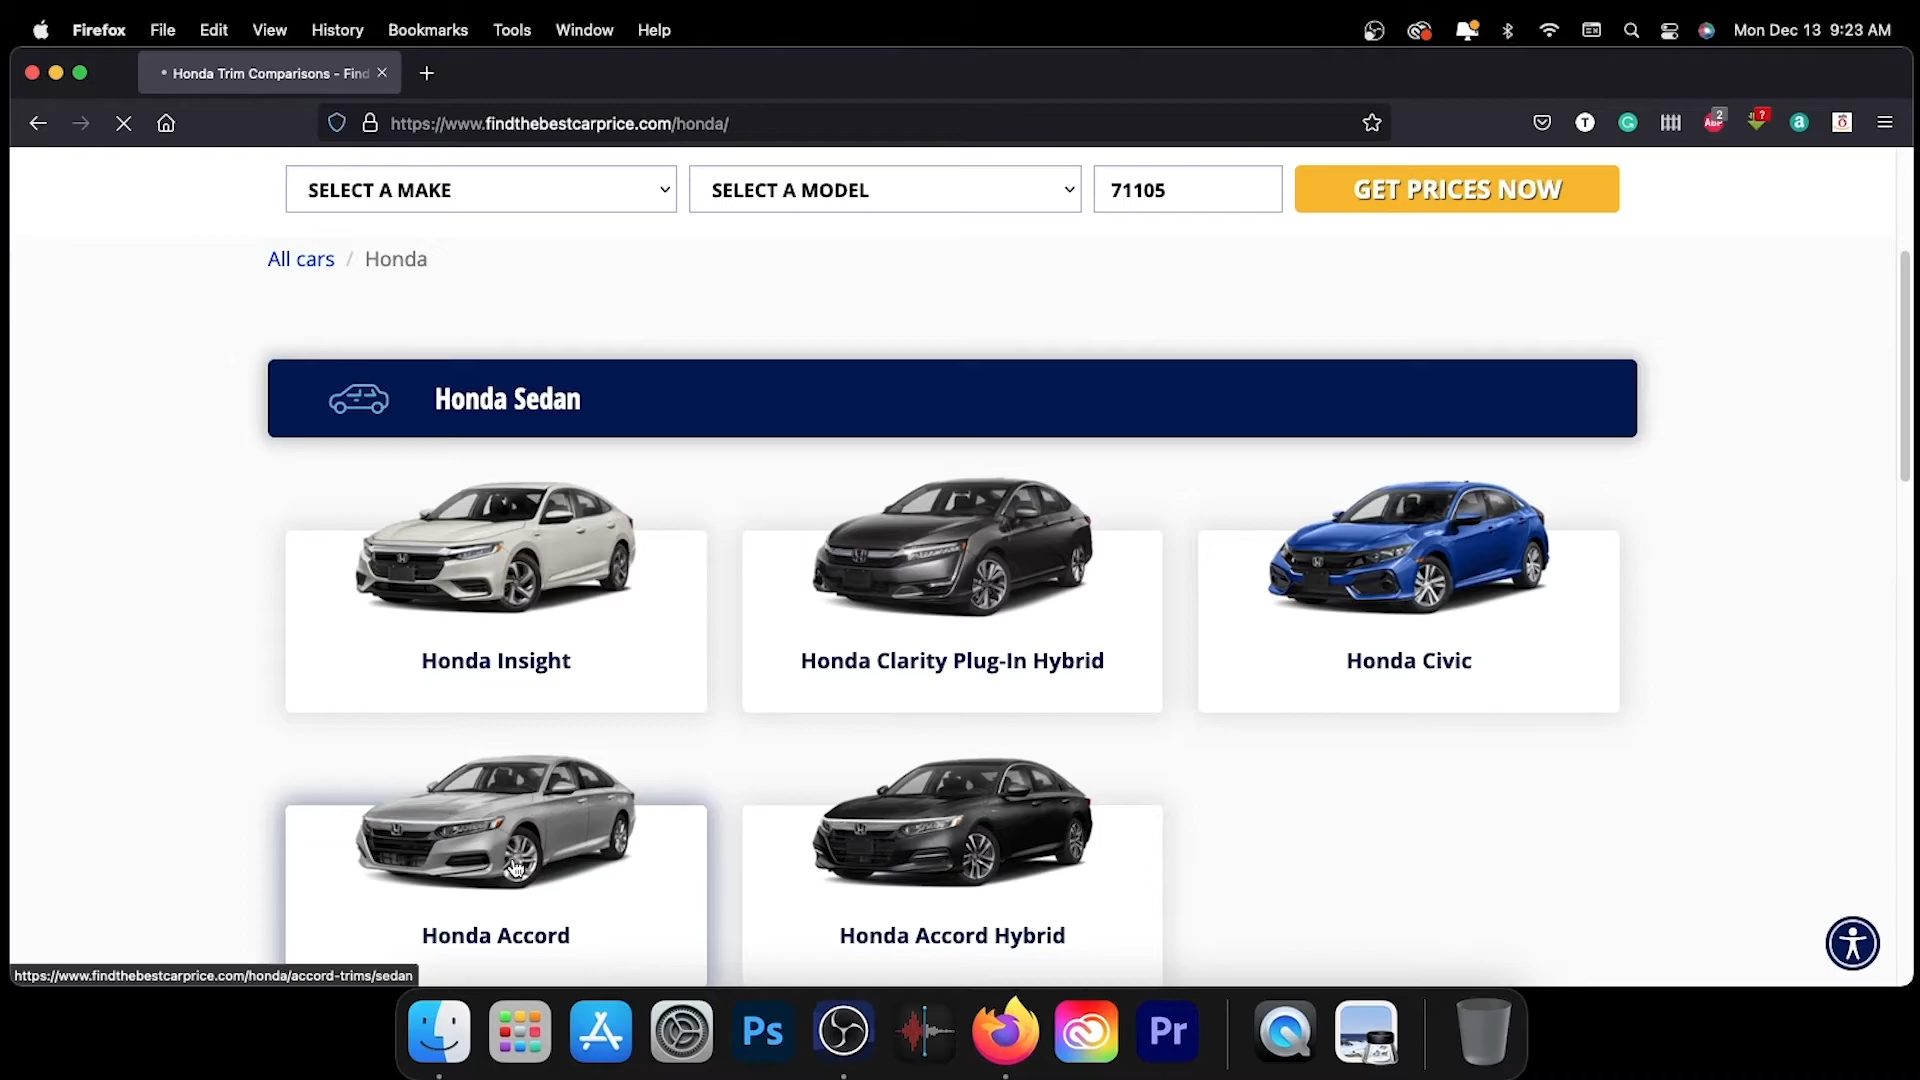 Firefox File Edit View History Bookmarks Tools Window Help Mon Dec 13 9:23 AM
Honda Trim Comparisons - Find
https://www.findthebestcarprice.com/honda/
SELECT A MAKE SELECT A MODEL 71105 GET PRICES NOW
All cars / Honda
Honda Sedan
Honda Insight Honda Clarity Plug-In Hybrid Honda Civic
Honda Accord Honda Accord Hybrid
https://www.findthebestcarprice.com/honda/accord-trims/sedan
Ps Pr